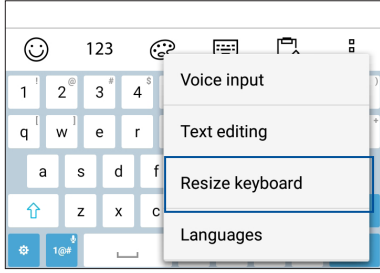 123
Voice input
1 ! 2 @ 3 # 4 $ )
Text editing
q [ w ] e r +
Resize keyboard
a s d f
z x c
Languages
1@#